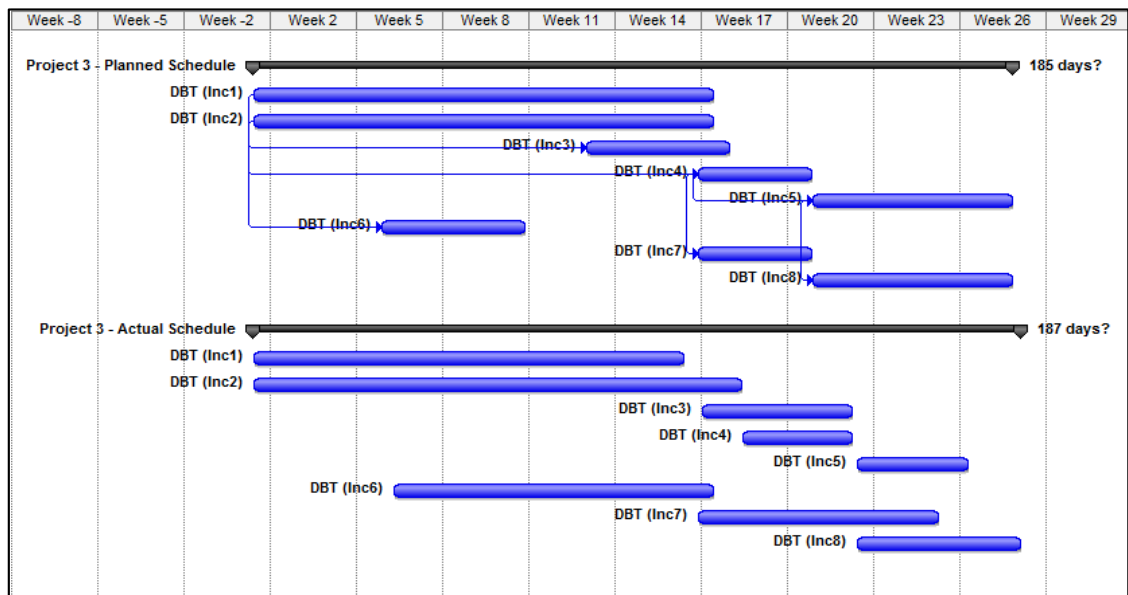 Week -8 Week -5 Week -2 Week 2 Week 5 Week 8 Week 11 Week 14 Week 17 Week 20 Week 23 Week 26 Week 29
Project 3 - Planned Schedule 185 days?
DBT (Inc1)
DBT (Inc2)
DBT (Inc3)
DBT (Inc4)
DBT (Inc5)
DBT (Inc6)
DBT (Inc7)
DBT (Inc8)
Project 3 - Actual Schedule 187 days?
DBT (Inc1)
DBT (Inc2)
DBT (Inc3)
DBT (Inc4)
DBT (Inc5)
DBT (Inc6)
DBT (Inc7)
DBT (Inc8)